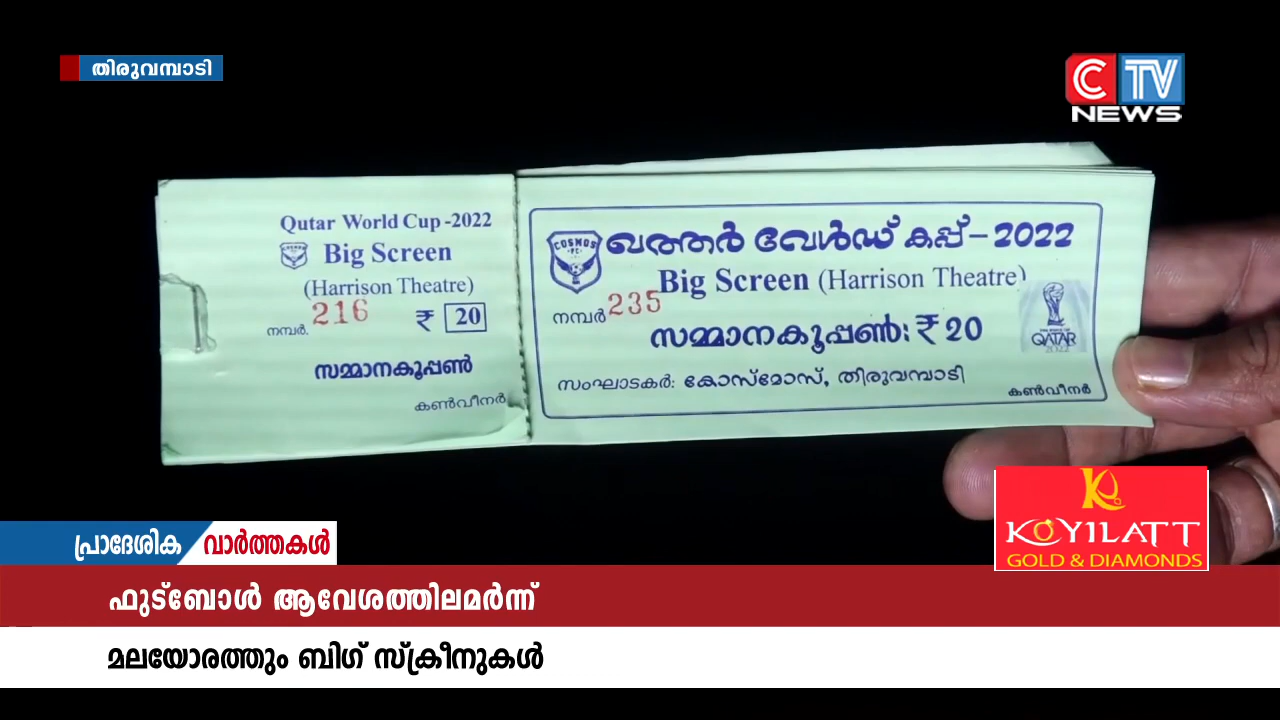 തിരുവമ്പാടി
C TV
NEWS
Qutar World Cup -2022
Big Screen
(Harrison Theatre)
നമ്പർ. 216 ₹ 20
സമ്മാനകൂപ്പൺ
കൺവീനർ
COSMOS
FC
ഖത്തർ വേൾഡ് കപ്പ് – 2022
Big Screen (Harrison Theatre)
നമ്പർ 235
സമ്മാനകൂപ്പൺ: ₹ 20
QATAR
2022
സംഘാടകർ: കോസ്മോസ്, തിരുവമ്പാടി
കൺവീനർ
KOYILATT
GOLD & DIAMONDS
പ്രാദേശിക വാർത്തകൾ
ഫുട്ബോൾ ആവേശത്തിലമർന്ന്
മലയോരത്തും ബിഗ് സ്ക്രീനുകൾ